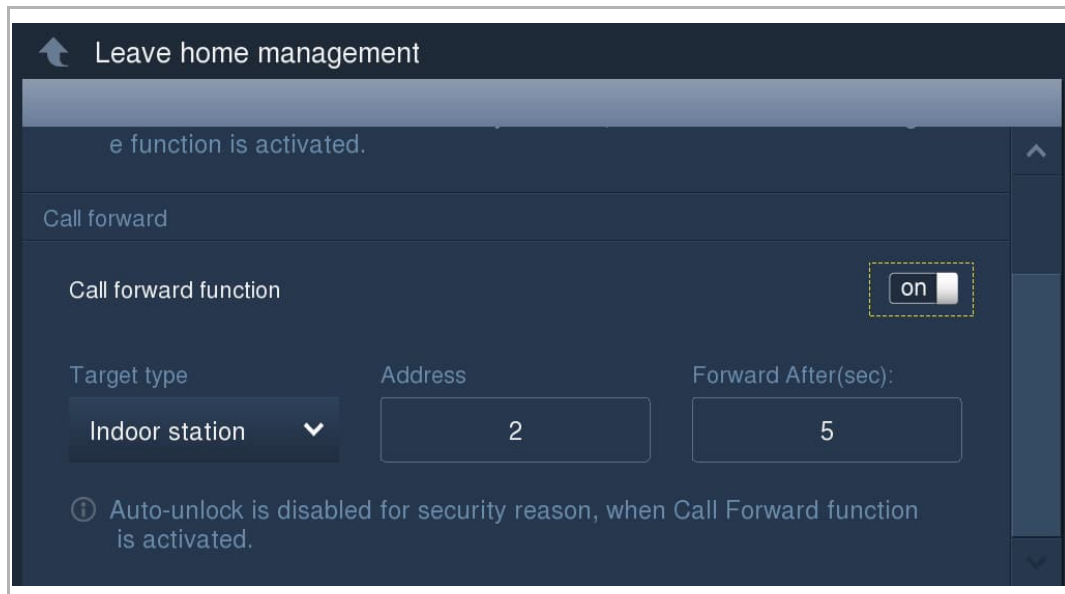 Leave home management
e function is activated.
Call forward
Call forward function
on
Target type Address Forward After(sec):
Indoor station 2 5
Auto-unlock is disabled for security reason, when Call Forward function
is activated.